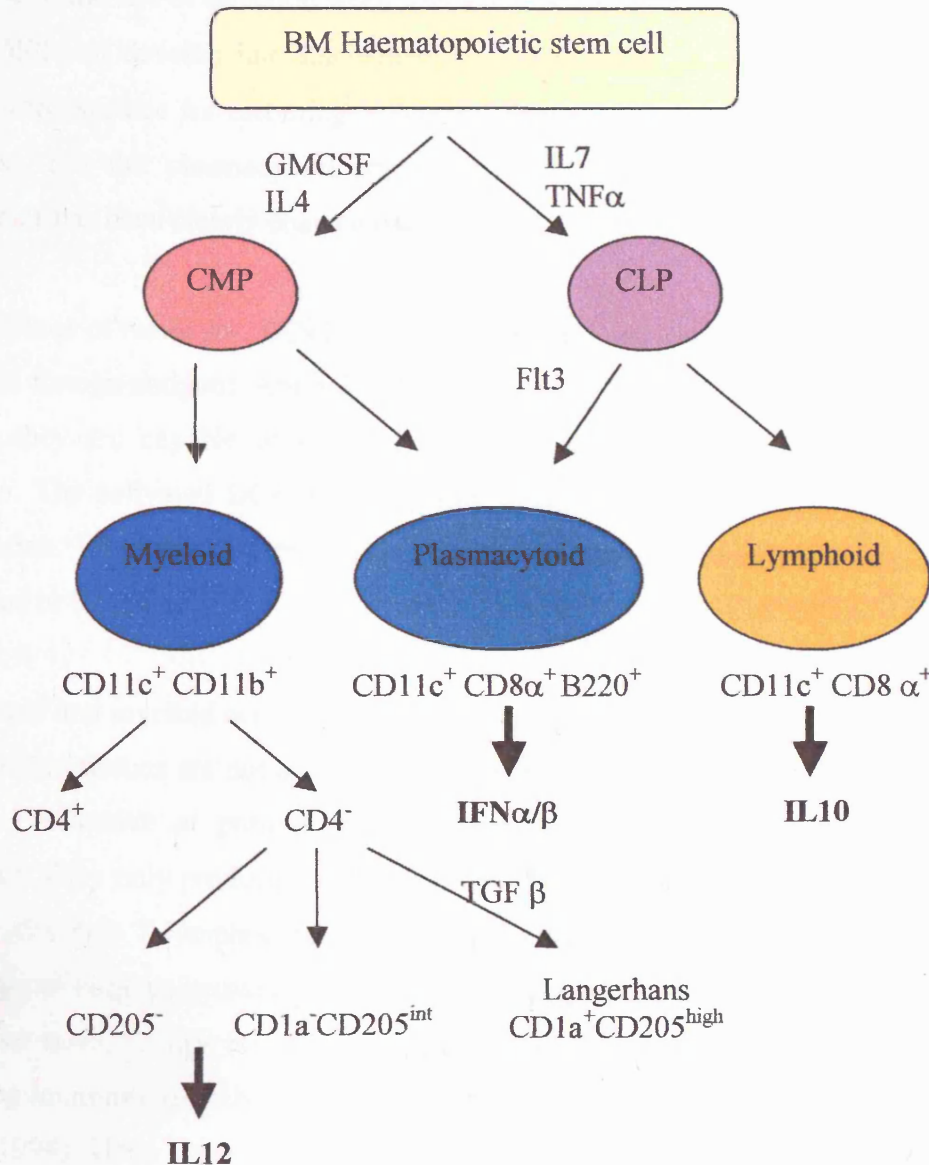 BM Haematopoietic stem cell
GMCSF
IL4
IL7
TNFα
CMP
CLP
Flt3
Myeloid
Plasmacytoid
Lymphoid
CD11c⁺ CD11b⁺
CD11c⁺ CD8α⁺ B220⁺
CD11c⁺ CD8 α⁺
CD4⁺
CD4⁻
IFNα/β
IL10
TGF β
CD205⁻
CD1a⁻CD205ⁱⁿᵗ
Langerhans
CD1a⁺CD205ʰⁱᵍʰ
IL12